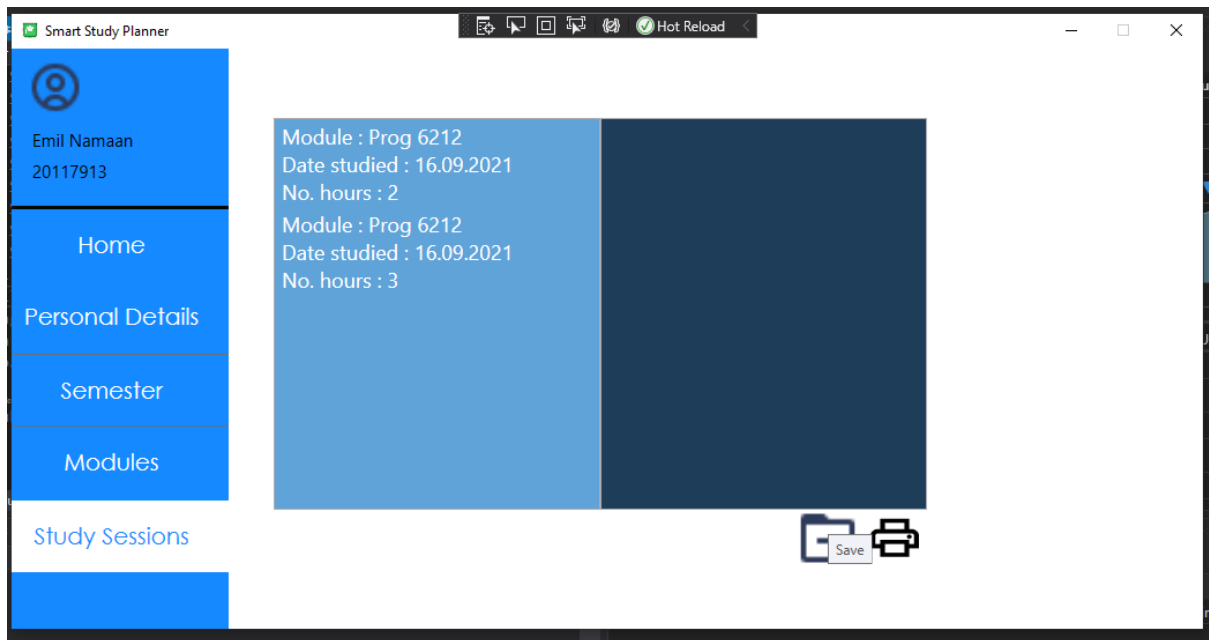 Smart Study Planner
Hot Reload
Emil Namaan
20117913
Home
Personal Details
Semester
Modules
Study Sessions
Module : Prog 6212
Date studied : 16.09.2021
No. hours : 2
Module : Prog 6212
Date studied : 16.09.2021
No. hours : 3
Save